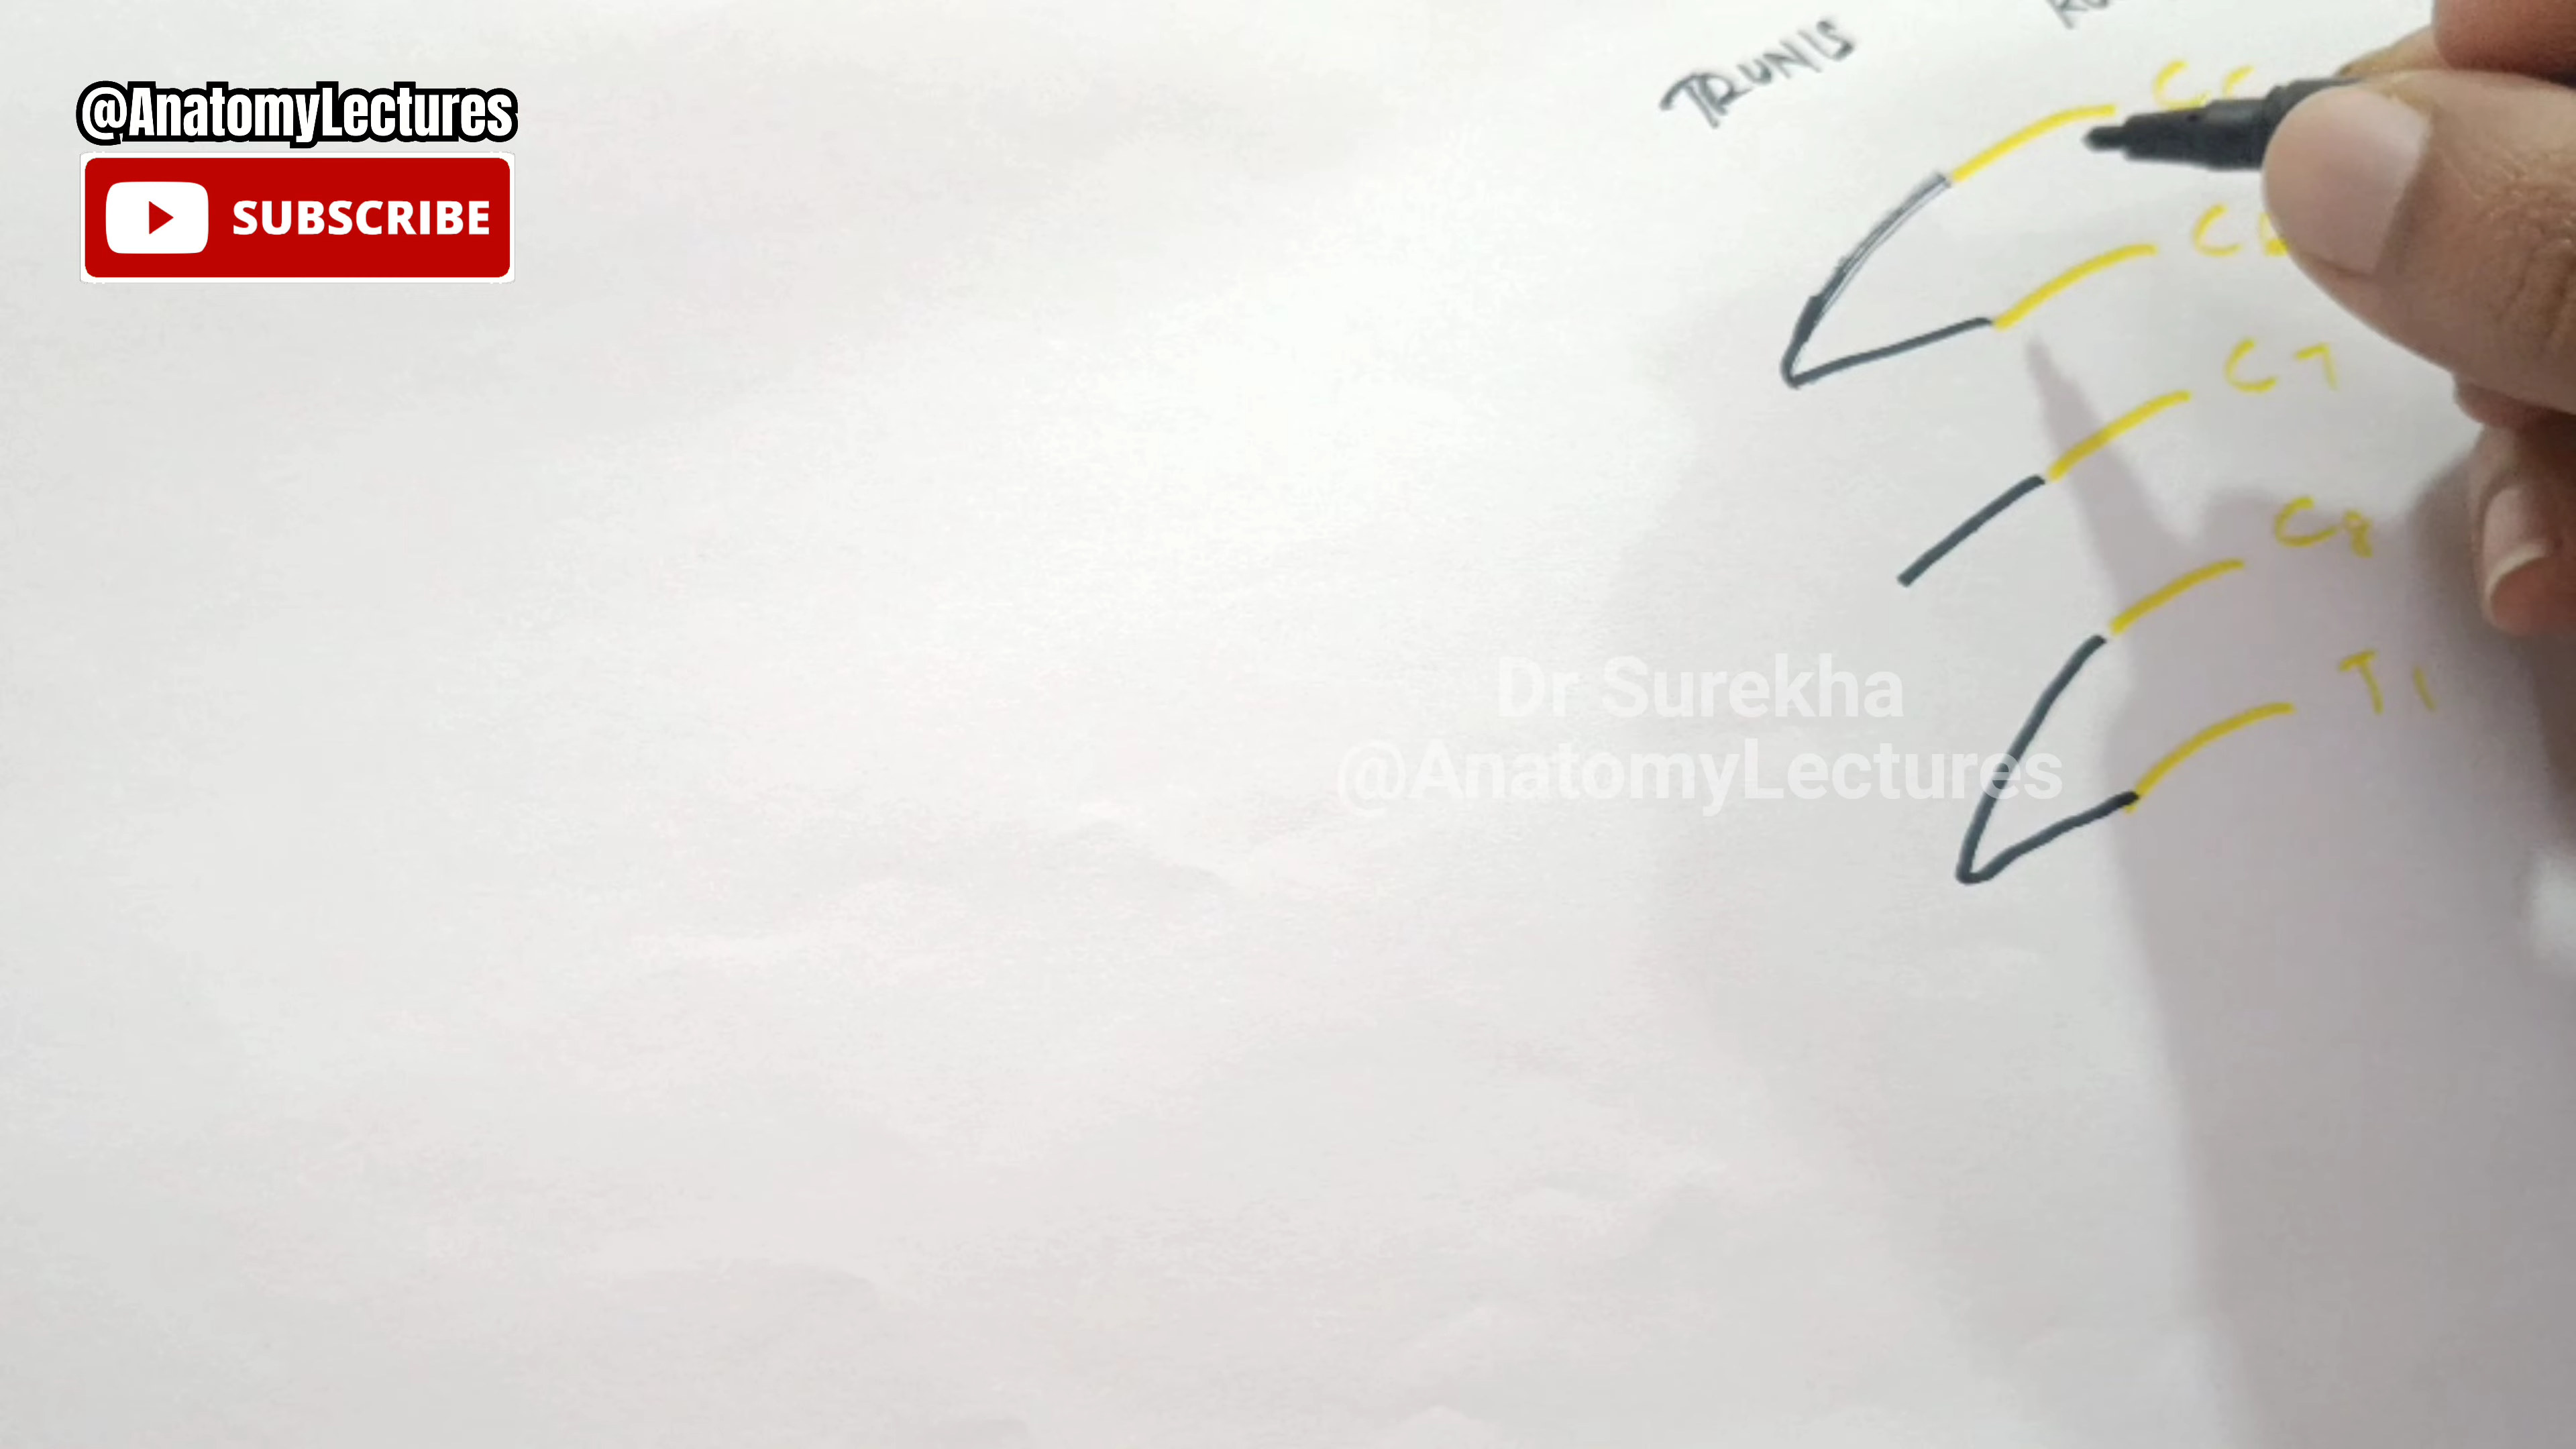 @AnatomyLectures
SUBSCRIBE
TRUNKS
C7
C8
T1
Dr Surekha
@AnatomyLectures